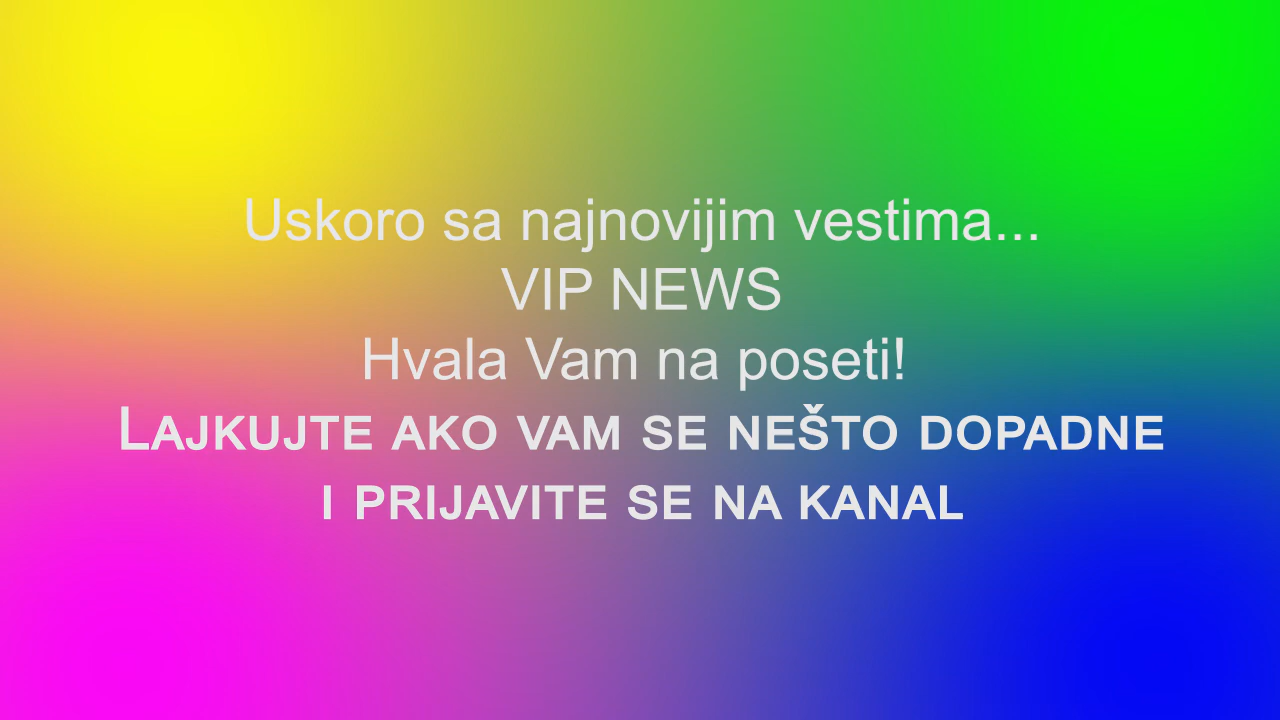 Uskoro sa najnovijim vestima...
VIP NEWS
Hvala Vam na poseti!
LAJKUJTE AKO VAM SE NEŠTO DOPADNE
I PRIJAVITE SE NA KANAL